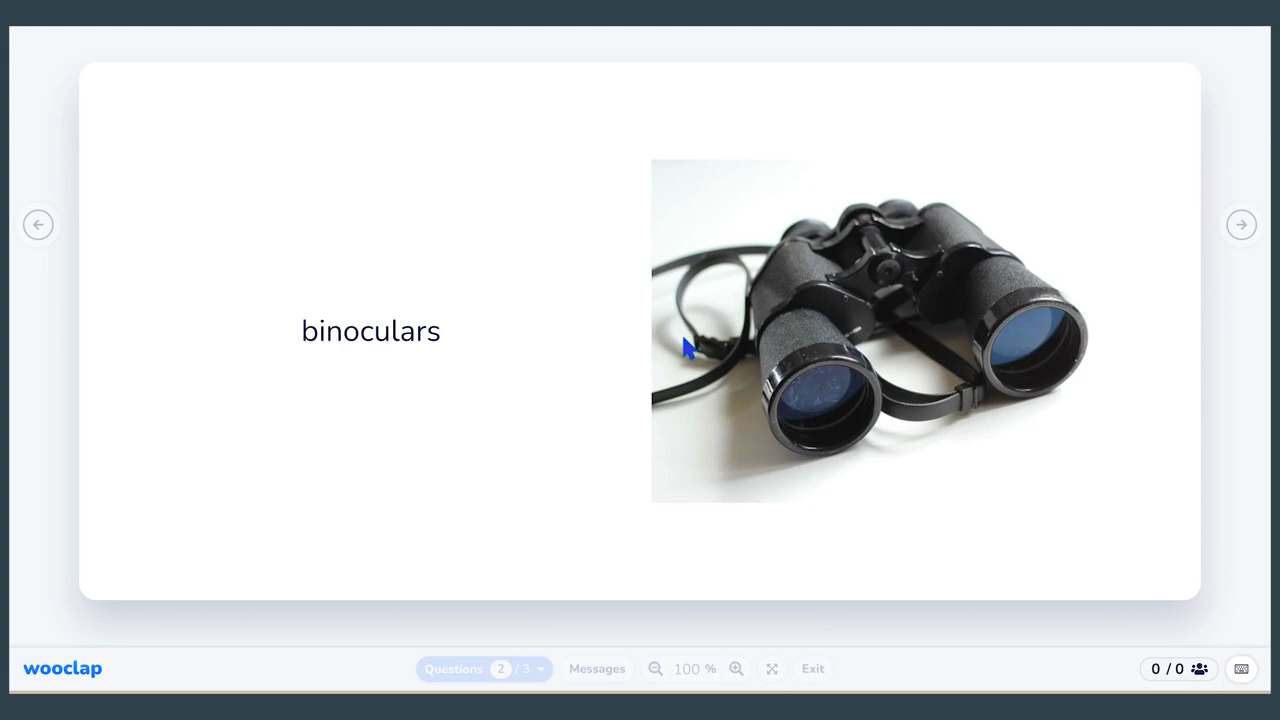 binoculars
wooclap
Questions 2 / 3
Messages
100 %
Exit
0 / 0